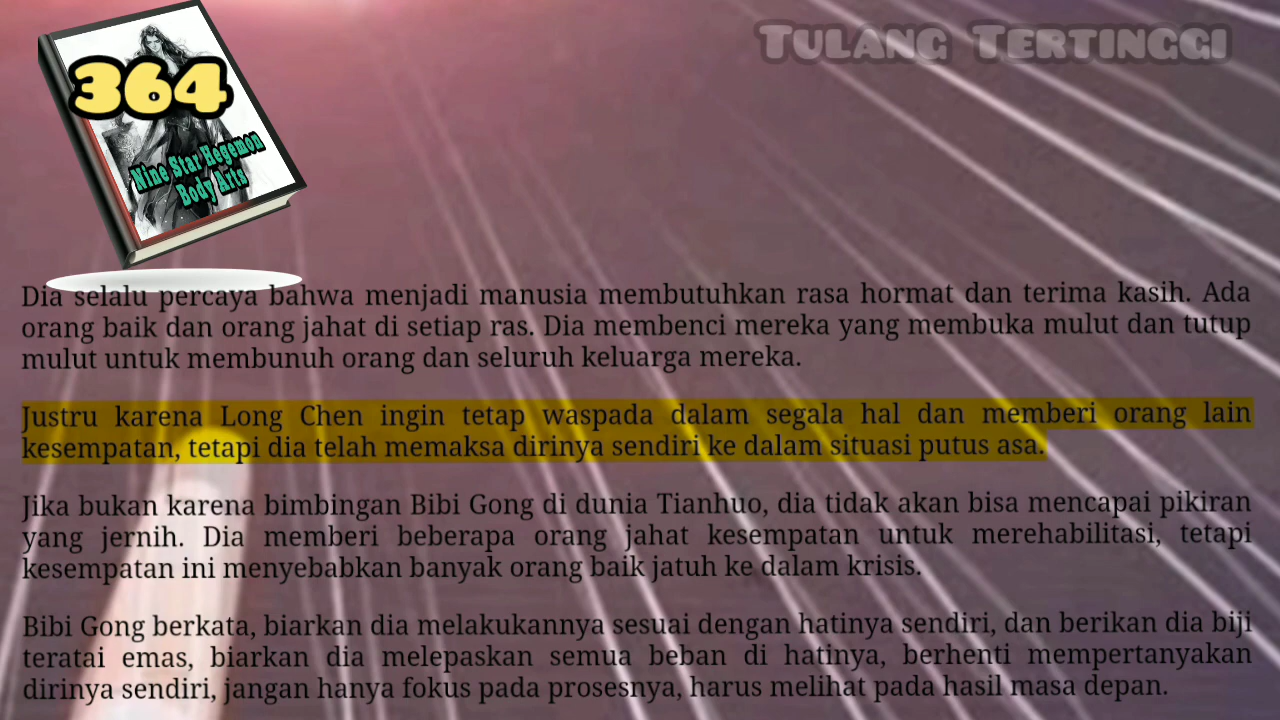 364
Nine Star Hegemon
Body Arts
Tulang Tertinggi
Dia selalu percaya bahwa menjadi manusia membutuhkan rasa hormat dan terima kasih. Ada
orang baik dan orang jahat di setiap ras. Dia membenci mereka yang membuka mulut dan tutup
mulut untuk membunuh orang dan seluruh keluarga mereka.
Justru karena Long Chen ingin tetap waspada dalam segala hal dan memberi orang lain
kesempatan, tetapi dia telah memaksa dirinya sendiri ke dalam situasi putus asa.
Jika bukan karena bimbingan Bibi Gong di dunia Tianhuo, dia tidak akan bisa mencapai pikiran
yang jernih. Dia memberi beberapa orang jahat kesempatan untuk merehabilitasi, tetapi
kesempatan ini menyebabkan banyak orang baik jatuh ke dalam krisis.
Bibi Gong berkata, biarkan dia melakukannya sesuai dengan hatinya sendiri, dan berikan dia biji
teratai emas, biarkan dia melepaskan semua beban di hatinya, berhenti mempertanyakan
dirinya sendiri, jangan hanya fokus pada prosesnya, harus melihat pada hasil masa depan.